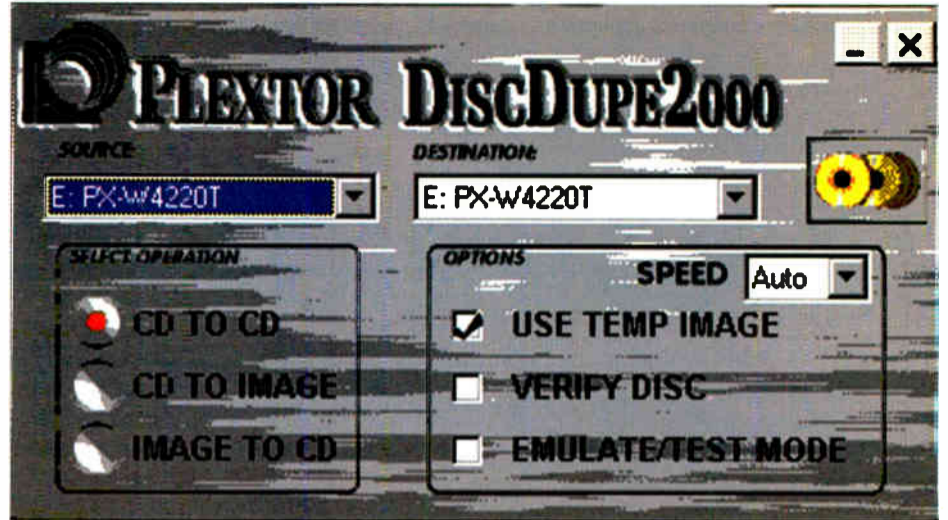 PLEXTOR DISCDUPE2000
SOURCE
DESTINATION:
E: PX-W4220T
E: PX-W4220T
SELECT OPERATION
CD TO CD
CD TO IMAGE
IMAGE TO CD
OPTIONS
SPEED Auto
USE TEMP IMAGE
VERIFY DISC
EMULATE/TEST MODE